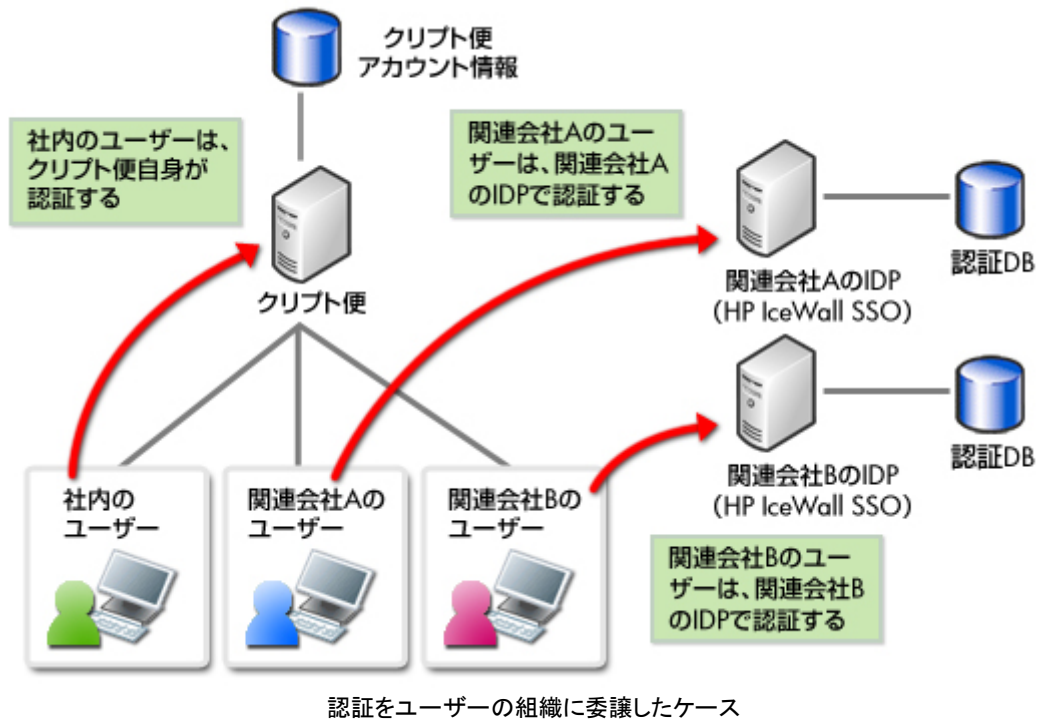 クリプト便
アカウント情報
社内のユーザーは、
クリプト便自身が
認証する
関連会社Aのユー
ザーは、関連会社A
のIDPで認証する
クリプト便
関連会社AのIDP
(HP IceWall SSO)
認証DB
関連会社BのIDP
(HP IceWall SSO)
認証DB
社内の
ユーザー
関連会社Aの
ユーザー
関連会社Bの
ユーザー
関連会社Bのユー
ザーは、関連会社B
のIDPで認証する
認証をユーザーの組織に委譲したケース